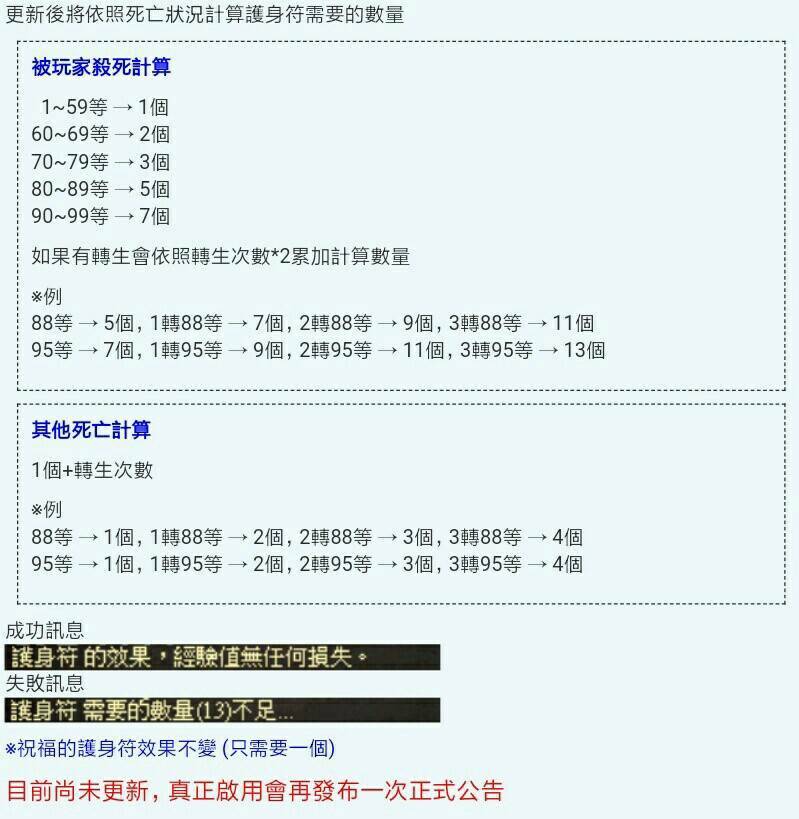 更新後將依照死亡狀況計算護身符需要的數量
被玩家殺死計算
1~59等 → 1個
60~69等 → 2個
70~79等 → 3個
80~89等 → 5個
90~99等 → 7個
如果有轉生會依照轉生次數*2累加計算數量
※例
88等 → 5個, 1轉88等 → 7個, 2轉88等 → 9個, 3轉88等 → 11個
95等 → 7個, 1轉95等 → 9個, 2轉95等 → 11個, 3轉95等 → 13個
其他死亡計算
1個+轉生次數
※例
88等 → 1個, 1轉88等 → 2個, 2轉88等 → 3個, 3轉88等 → 4個
95等 → 1個, 1轉95等 → 2個, 2轉95等 → 3個, 3轉95等 → 4個
成功訊息
護身符 的效果，經驗值無任何損失。
失敗訊息
護身符 需要的數量(13)不足...
※祝福的護身符效果不變 (只需要一個)
目前尚未更新, 真正啟用會再發布一次正式公告